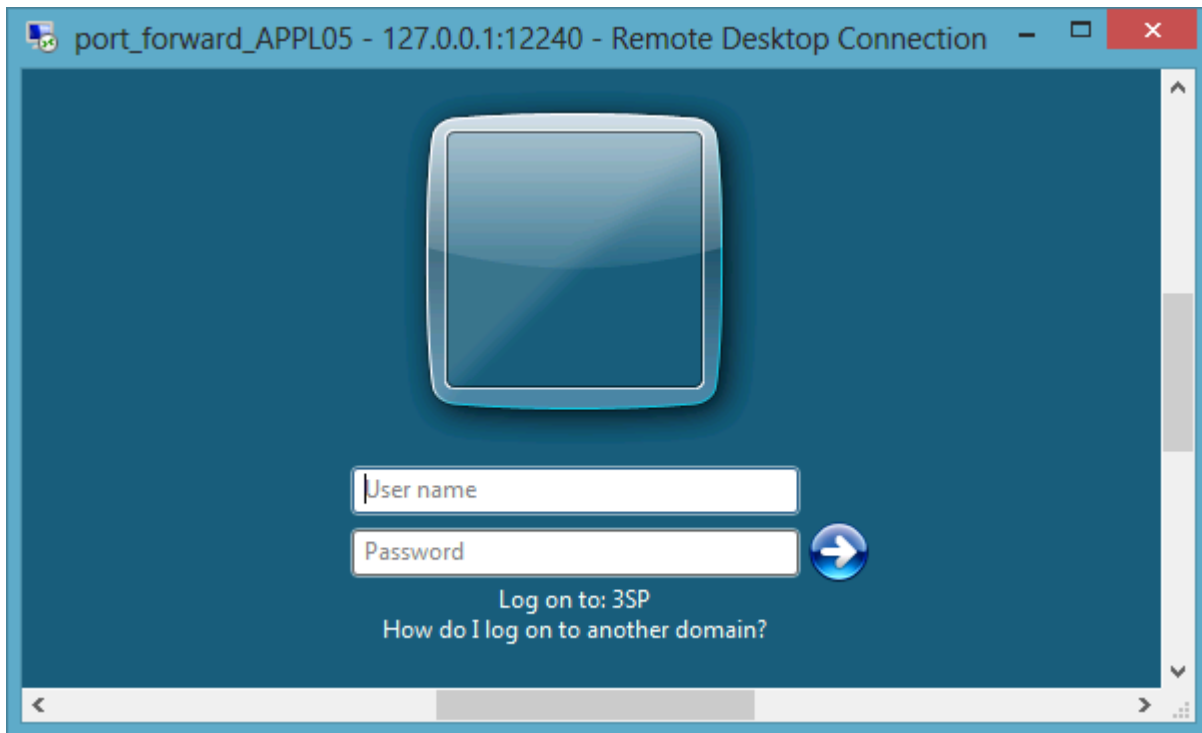 port_forward_APPL05 - 127.0.0.1:12240 - Remote Desktop Connection
User name
Password
Log on to: 3SP
How do I log on to another domain?